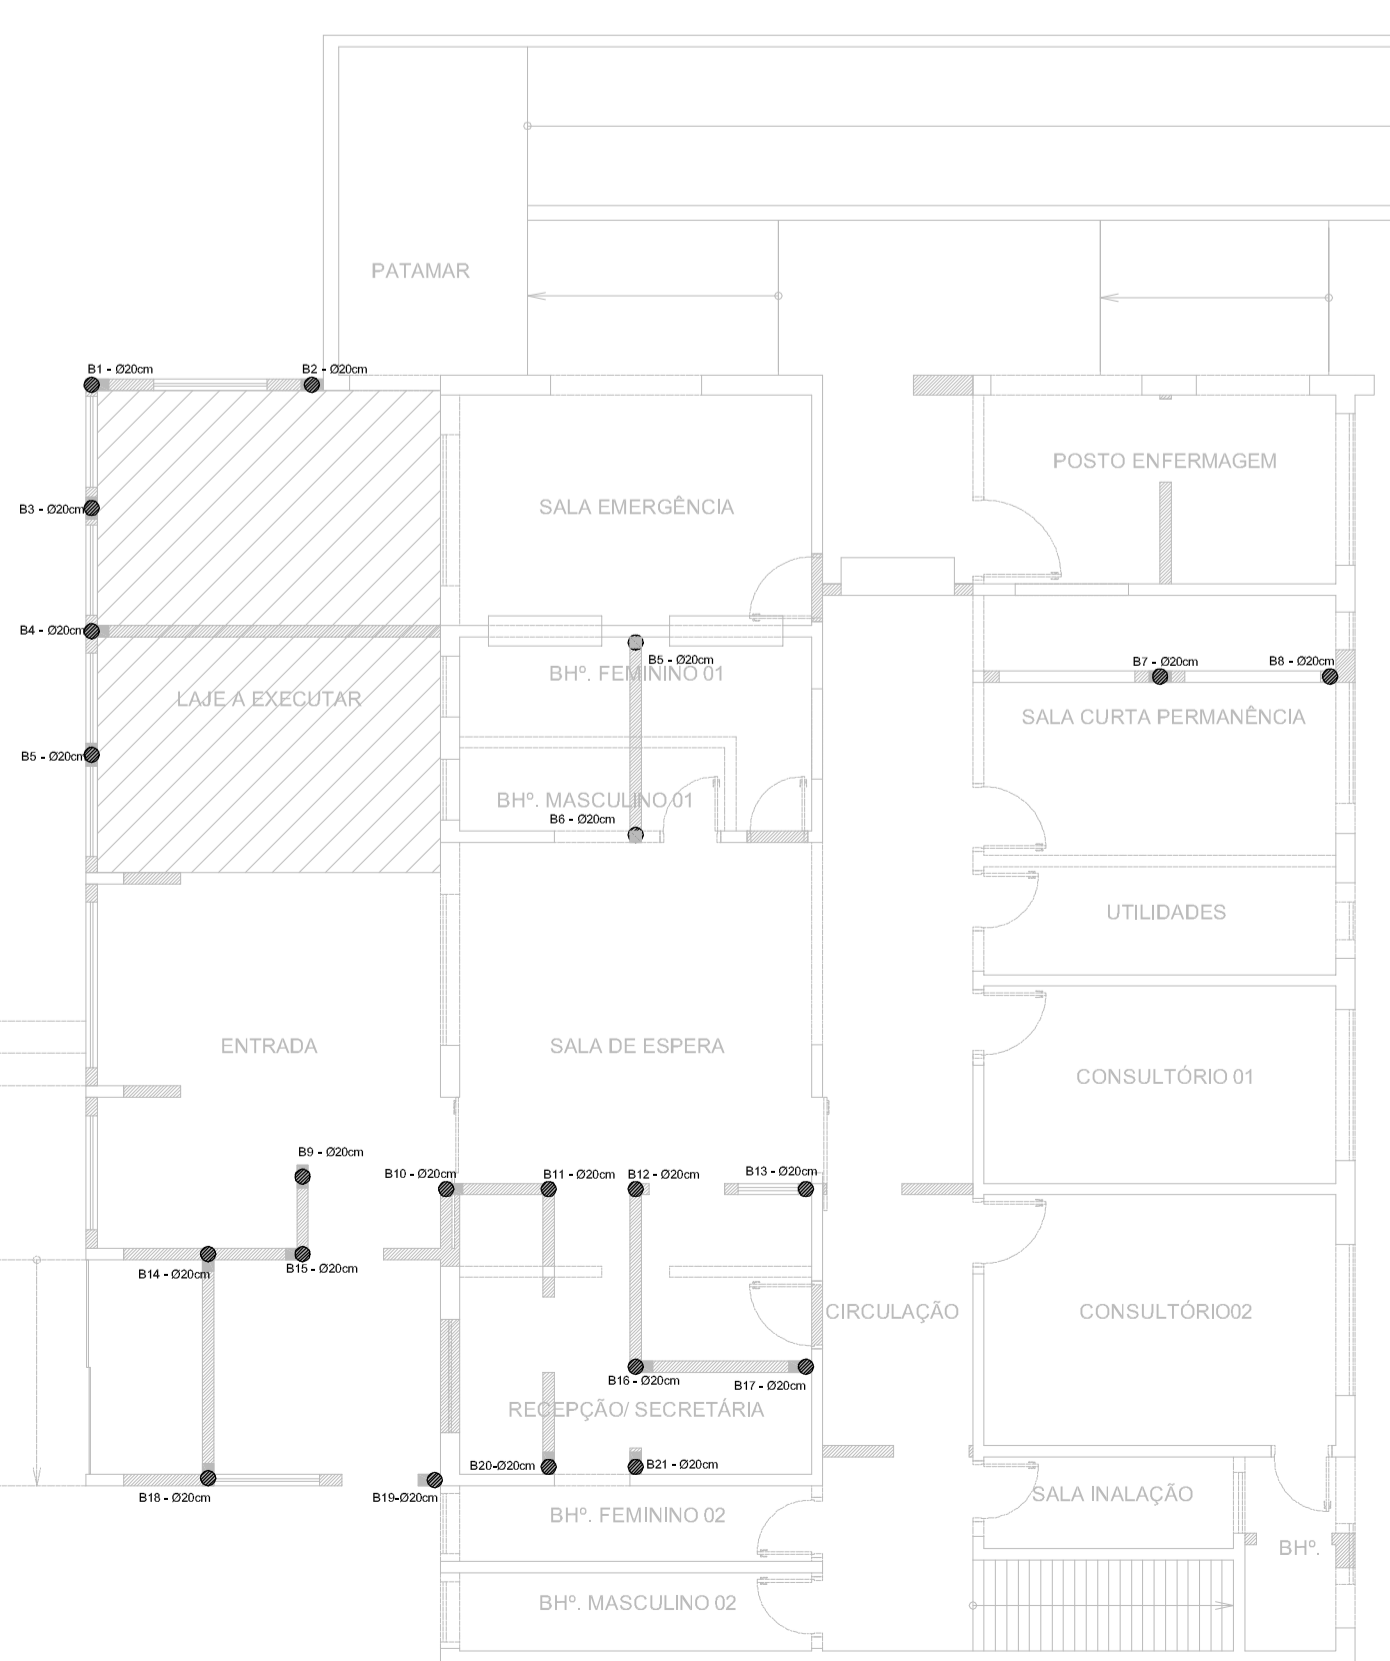 PATAMAR
B1 - Ø20cm
B2 - Ø20cm
POSTO ENFERMAGEM
SALA EMERGÊNCIA
B3 - Ø20cm
B4 - Ø20cm
B5 - Ø20cm
BHº. FEMININO 01
B7 - Ø20cm
B8 - Ø20cm
LAJE A EXECUTAR
SALA CURTA PERMANÊNCIA
B5 - Ø20cm
BHº. MASCULINO 01
B6 - Ø20cm
UTILIDADES
ENTRADA
SALA DE ESPERA
CONSULTÓRIO 01
B9 - Ø20cm
B10 - Ø20cm
B11 - Ø20cm
B12 - Ø20cm
B13 - Ø20cm
B14 - Ø20cm
B15 - Ø20cm
CIRCULAÇÃO
CONSULTÓRIO02
B16 - Ø20cm
B17 - Ø20cm
RECEPÇÃO/ SECRETÁRIA
B20-Ø20cm
B21 - Ø20cm
B18 - Ø20cm
B19-Ø20cm
SALA INALAÇÃO
BHº. FEMININO 02
BHº.
BHº. MASCULINO 02